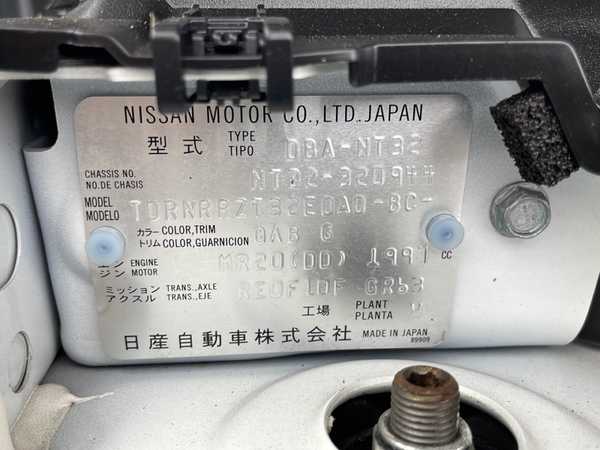 NISSAN MOTOR CO.,LTD.JAPAN
型式 TYPE TIPO DBA-NT32
CHASSIS NO. NO.DE CHASIS NT32-320944
MODEL MODELO TDRNRRZT32EDA0-BC-
カラー COLOR,TRIM トリム COLOR,GUARNICION QAB G
ENGINE ジン MOTOR MR20(DD) 1997 CC
ミッション TRANS.,AXLE アクスル TRANS.,EJE RE0F10F GR63
工場 PLANT PLANTA
日産自動車株式会社 MADE IN JAPAN
89909